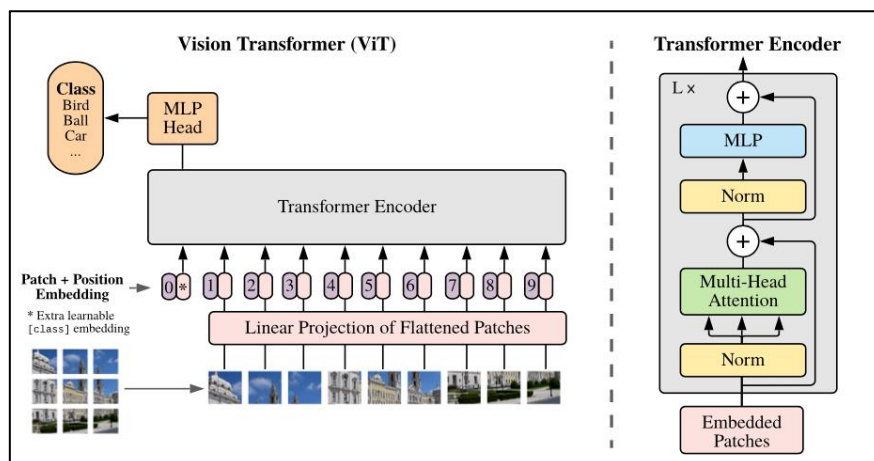 Vision Transformer (ViT)
Class
Bird
Ball
Car
...
MLP
Head
Transformer Encoder
Patch + Position
Embedding
0 * 1 2 3 4 5 6 7 8 9
* Extra learnable
[class] embedding
Linear Projection of Flattened Patches
Transformer Encoder
L ×
+
MLP
Norm
+
Multi-Head
Attention
Norm
Embedded
Patches